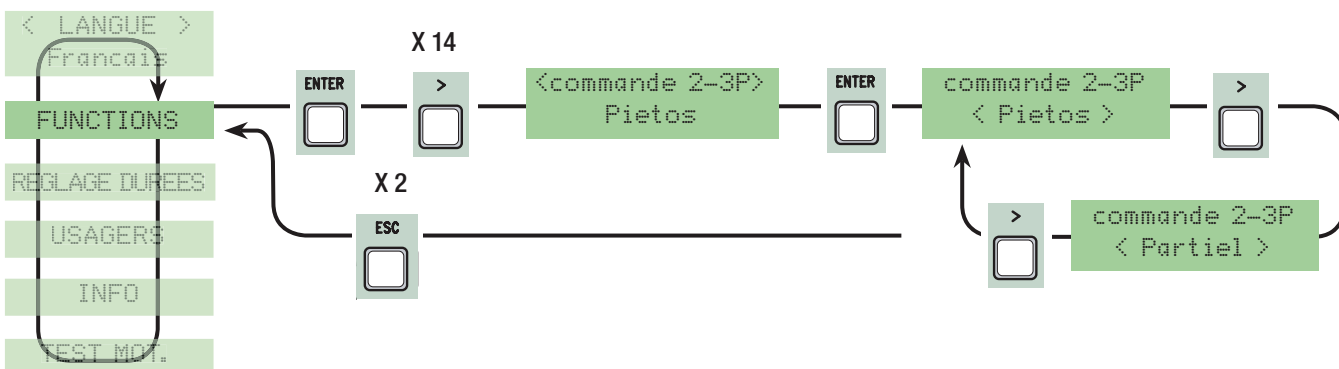 < LANGUE >
Francais
FUNCTIONS
REGLAGE DUREES
USAGERS
INFO
TEST MOT.
ENTER
X 14
>
<commande 2–3P>
Pietos
ENTER
commande 2–3P
< Pietos >
>
commande 2–3P
< Partiel >
>
X 2
ESC